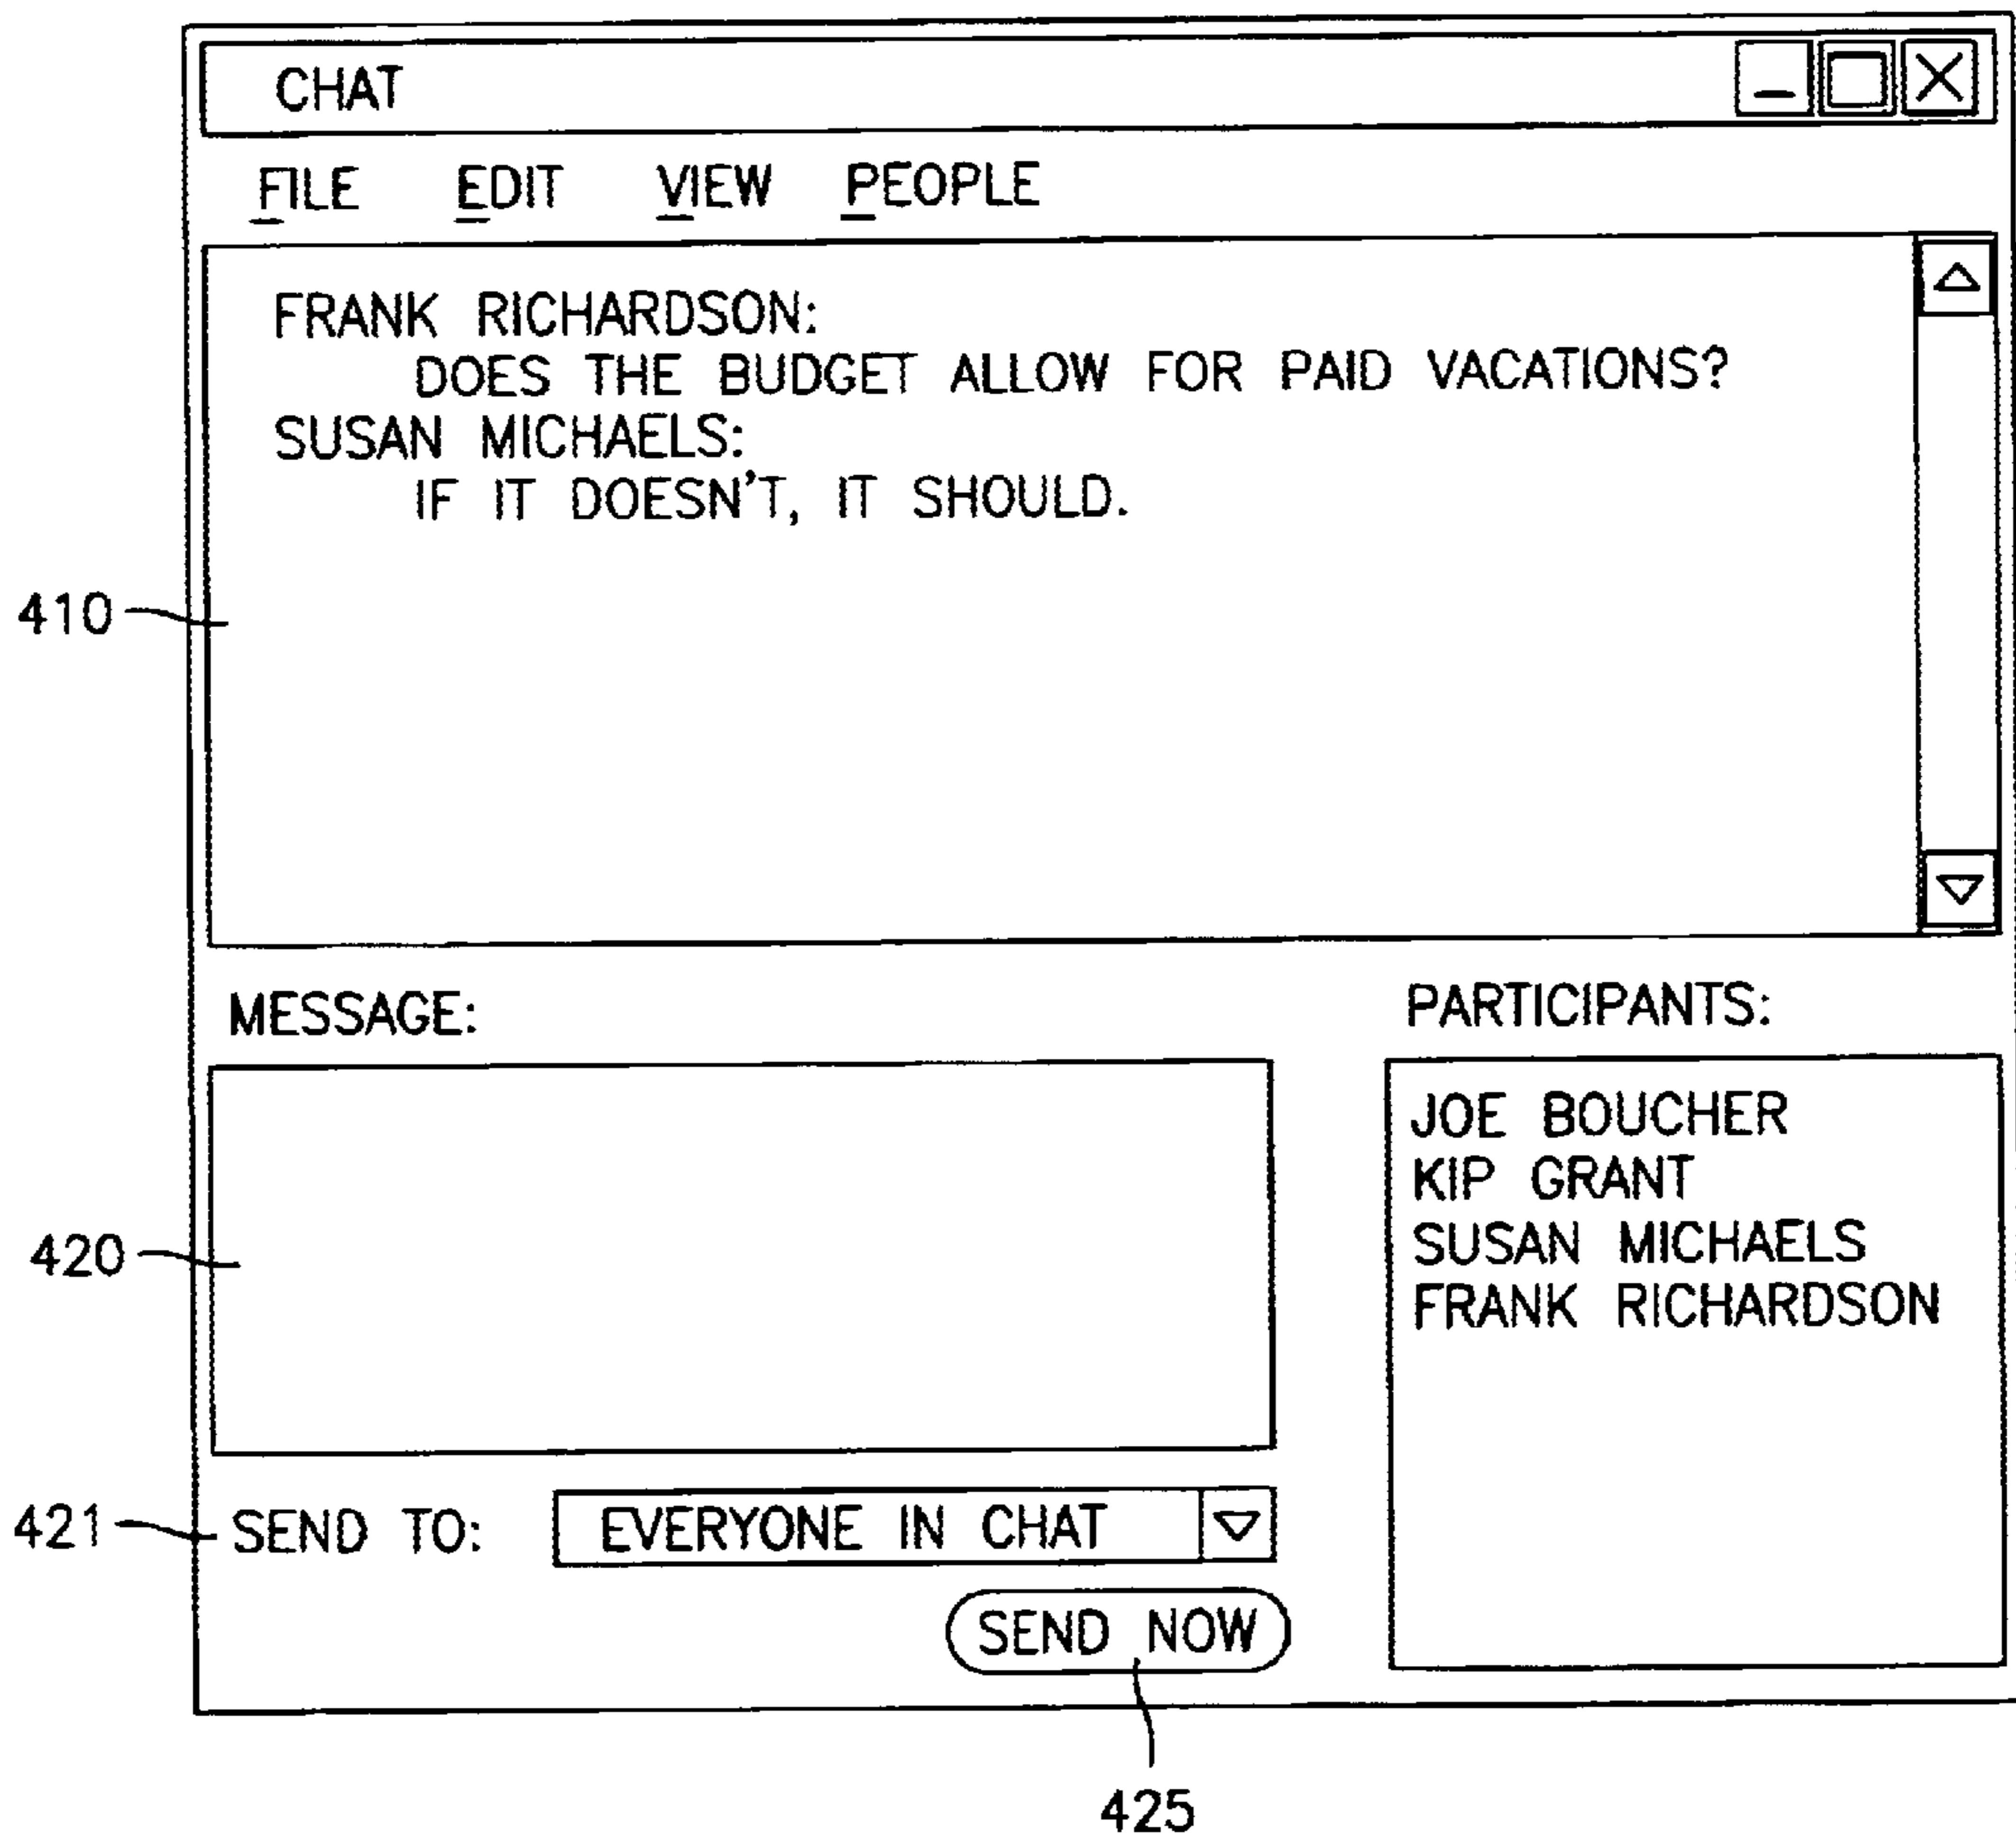 CHAT
FILE EDIT VIEW PEOPLE
FRANK RICHARDSON:
DOES THE BUDGET ALLOW FOR PAID VACATIONS?
SUSAN MICHAELS:
IF IT DOESN'T, IT SHOULD.
410
MESSAGE:
420
421 SEND TO: EVERYONE IN CHAT
SEND NOW
425
PARTICIPANTS:
JOE BOUCHER
KIP GRANT
SUSAN MICHAELS
FRANK RICHARDSON